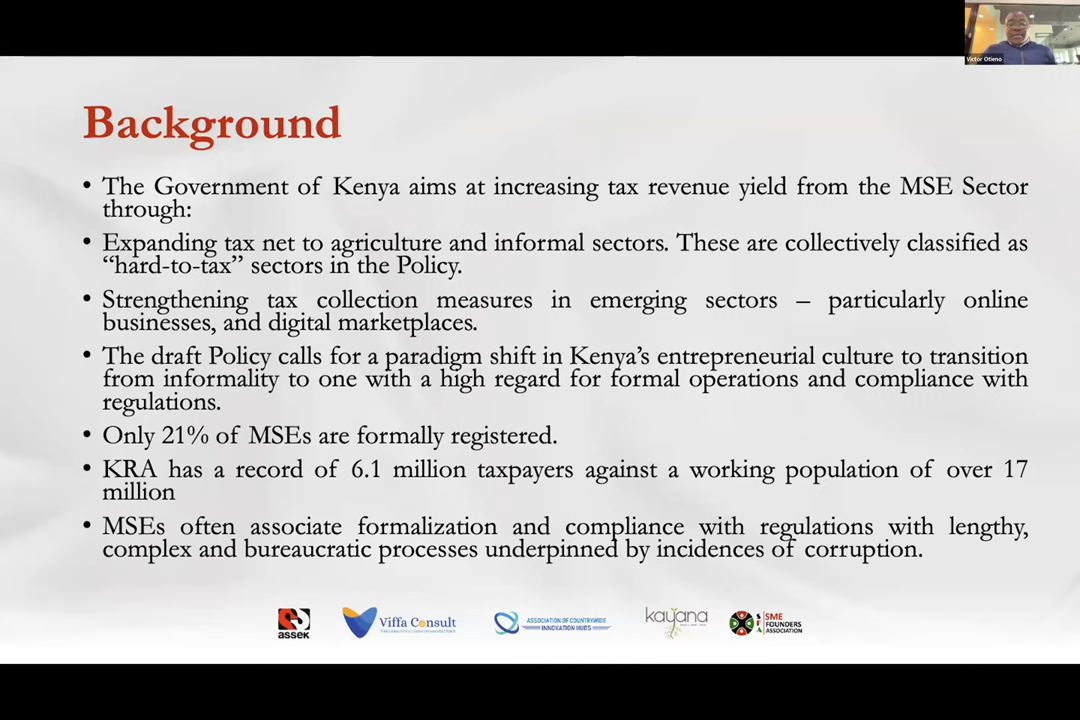 Victor Otieno
Background
• The Government of Kenya aims at increasing tax revenue yield from the MSE Sector
through:
• Expanding tax net to agriculture and informal sectors. These are collectively classified as
“hard-to-tax” sectors in the Policy.
• Strengthening tax collection measures in emerging sectors – particularly online
businesses, and digital marketplaces.
• The draft Policy calls for a paradigm shift in Kenya’s entrepreneurial culture to transition
from informality to one with a high regard for formal operations and compliance with
regulations.
• Only 21% of MSEs are formally registered.
• KRA has a record of 6.1 million taxpayers against a working population of over 17
million
• MSEs often associate formalization and compliance with regulations with lengthy,
complex and bureaucratic processes underpinned by incidences of corruption.
assek
Viffa Consult
ASSOCIATION OF COUNTRYWIDE
INNOVATION HUBS
kayana
SFA
SME
FOUNDERS
ASSOCIATION